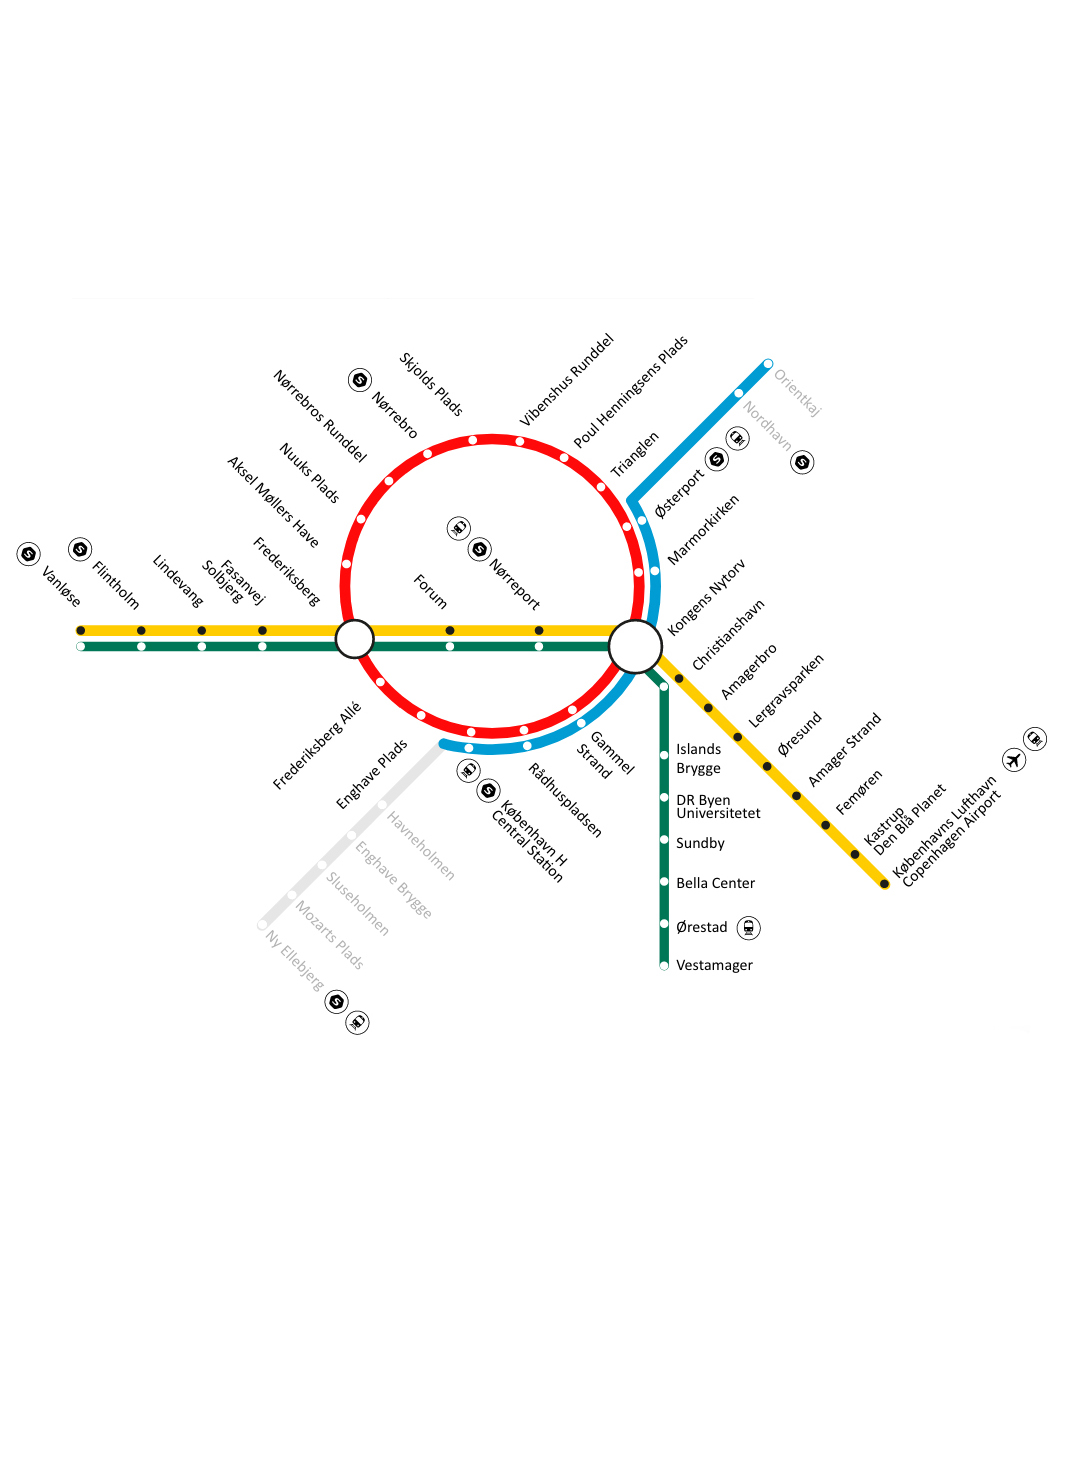 Skjolds Plads
Vibenshus Runddel
Poul Henningsens Plads
Nørrebro
Nørrebros Runddel
Trianglen
Orientkaj
Nordhavn
Nuuks Plads
Østerport
Aksel Møllers Have
Marmorkirken
Frederiksberg
Kongens Nytorv
Vanløse
Flintholm
Lindevang
Fasanvej
Solbjerg
Forum
Nørreport
Christianshavn
Amagerbro
Lergravsparken
Øresund
Amager Strand
Femøren
Kastrup
Den Blå Planet
Københavns Lufthavn
Copenhagen Airport
Frederiksberg Allé
Enghave Plads
København H
Central Station
Rådhuspladsen
Gammel
Strand
Islands
Brygge
DR Byen
Universitetet
Sundby
Bella Center
Ørestad
Vestamager
Havneholmen
Enghave Brygge
Sluseholmen
Mozarts Plads
Ny Ellebjerg